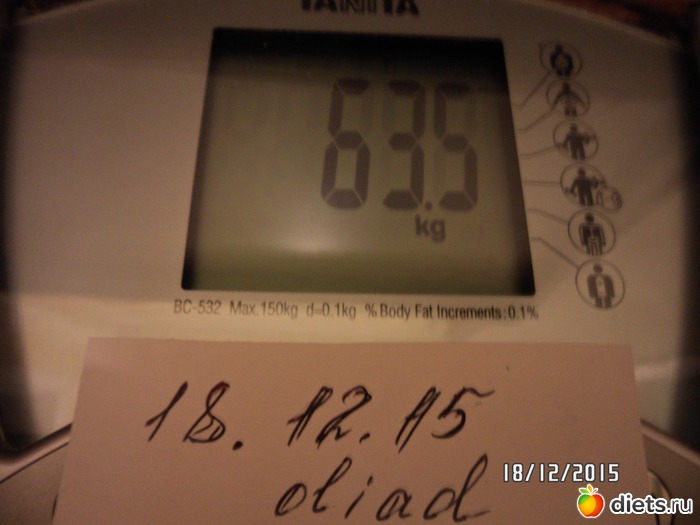 TANITA
63.5
kg
BC-532 Max.150kg d=0.1kg % Body Fat Increments:0.1%
18.12.15
oliad
18/12/2015
diets.ru